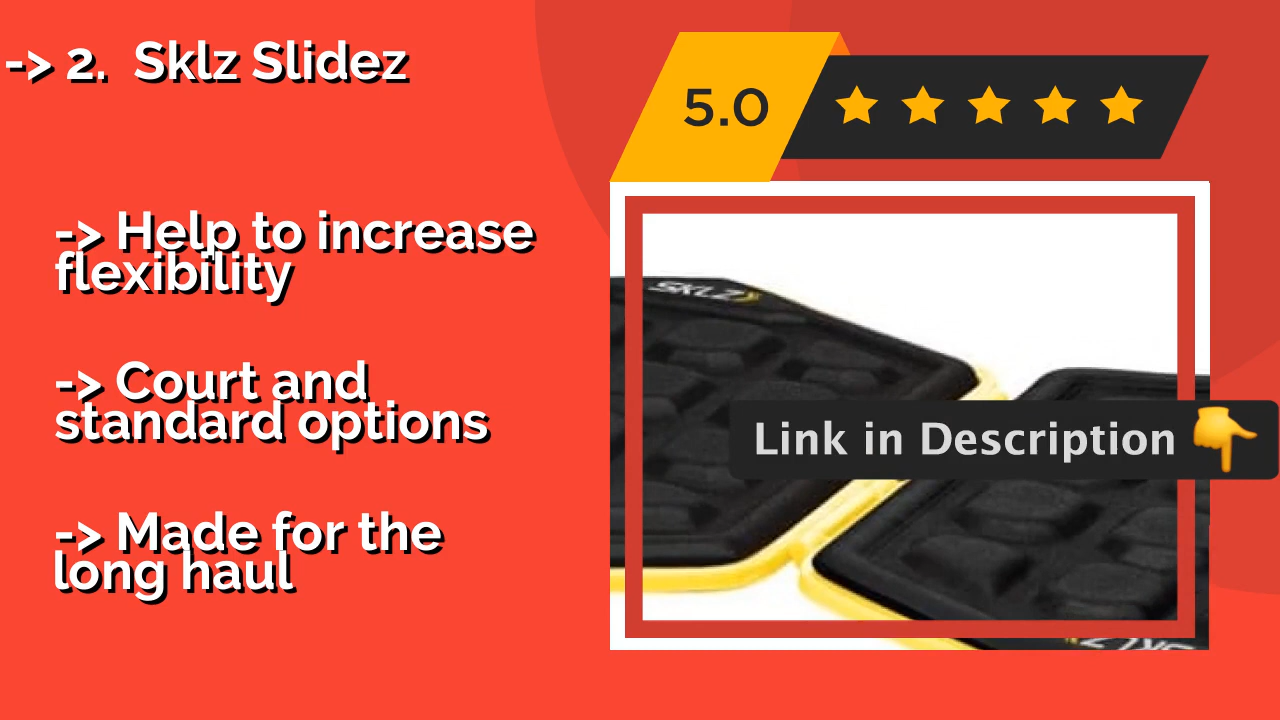 -> 2. Sklz Slidez
5.0
-> Help to increase
flexibility
SKLZ
-> Court and
standard options
Link in Description 👇
-> Made for the
long haul
SKLZ